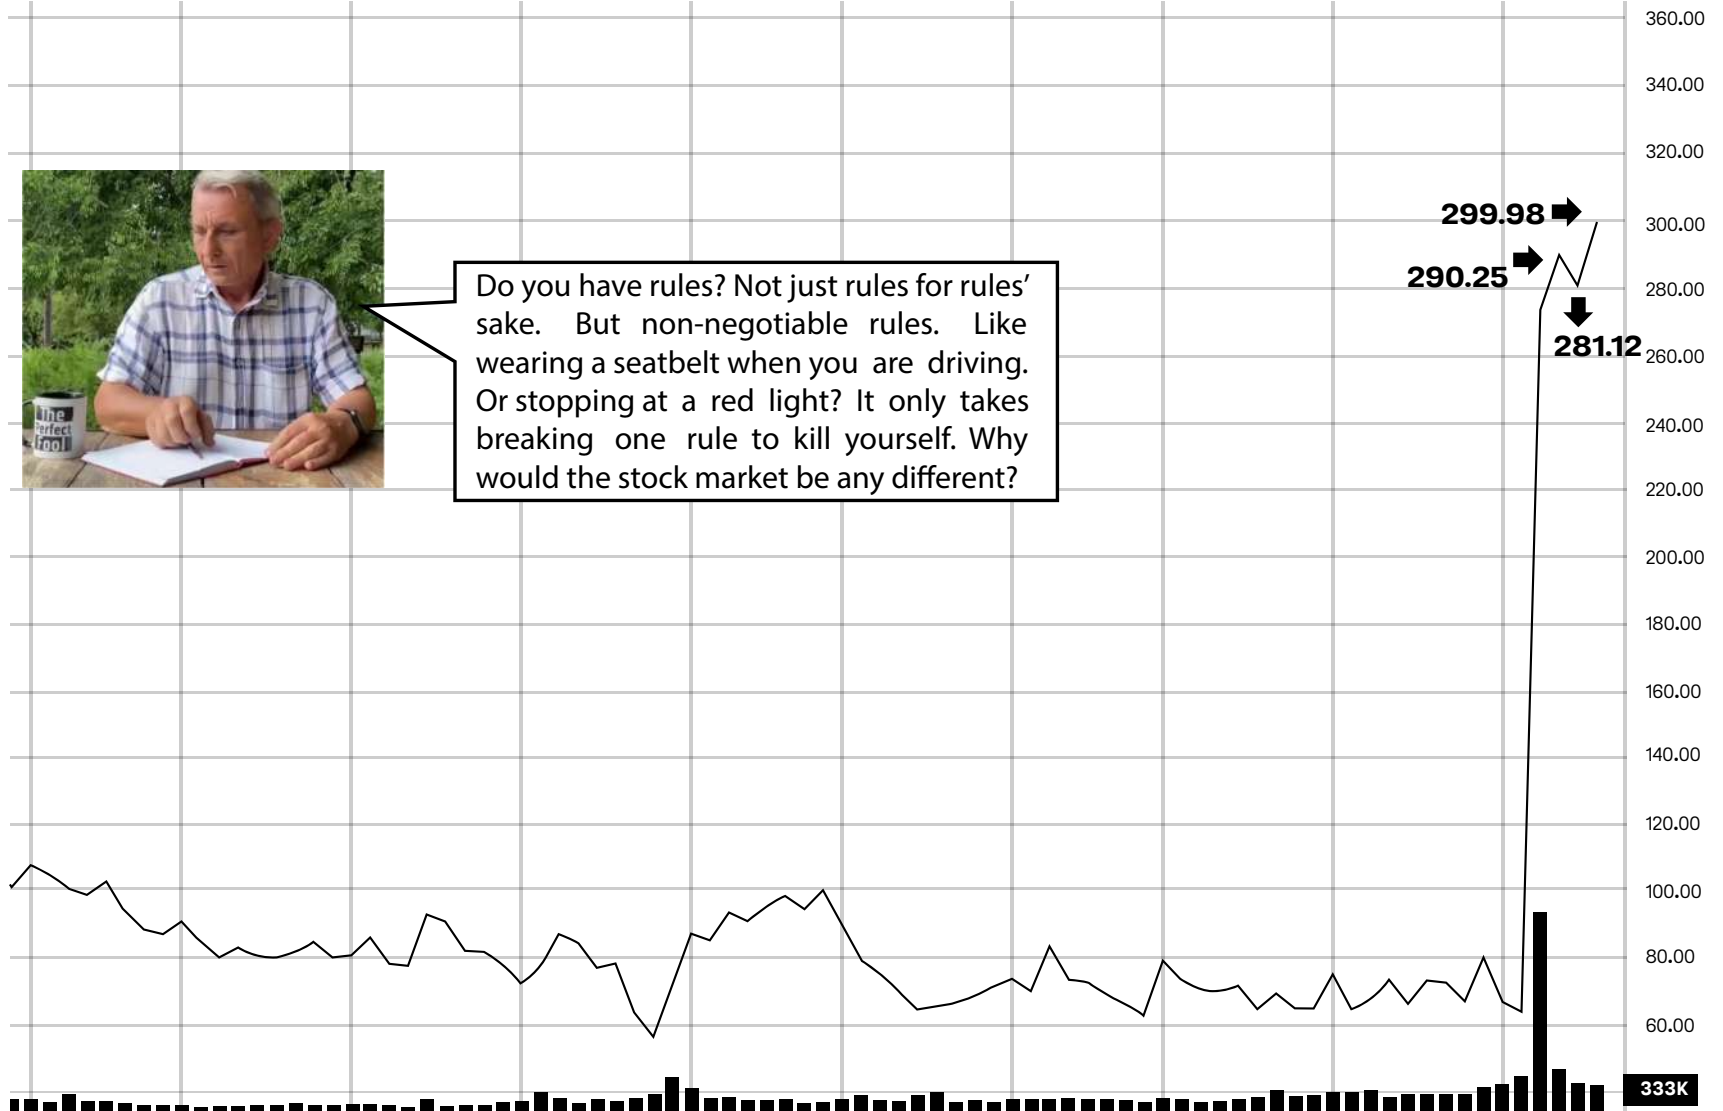 360.00
340.00
320.00
299.98
300.00
290.25
280.00
281.12
260.00
240.00
220.00
200.00
180.00
160.00
140.00
120.00
100.00
80.00
60.00
333K
Do you have rules? Not just rules for rules’
sake. But non-negotiable rules. Like
wearing a seatbelt when you are driving.
Or stopping at a red light? It only takes
breaking one rule to kill yourself. Why
would the stock market be any different?
The
Perfect
Fool